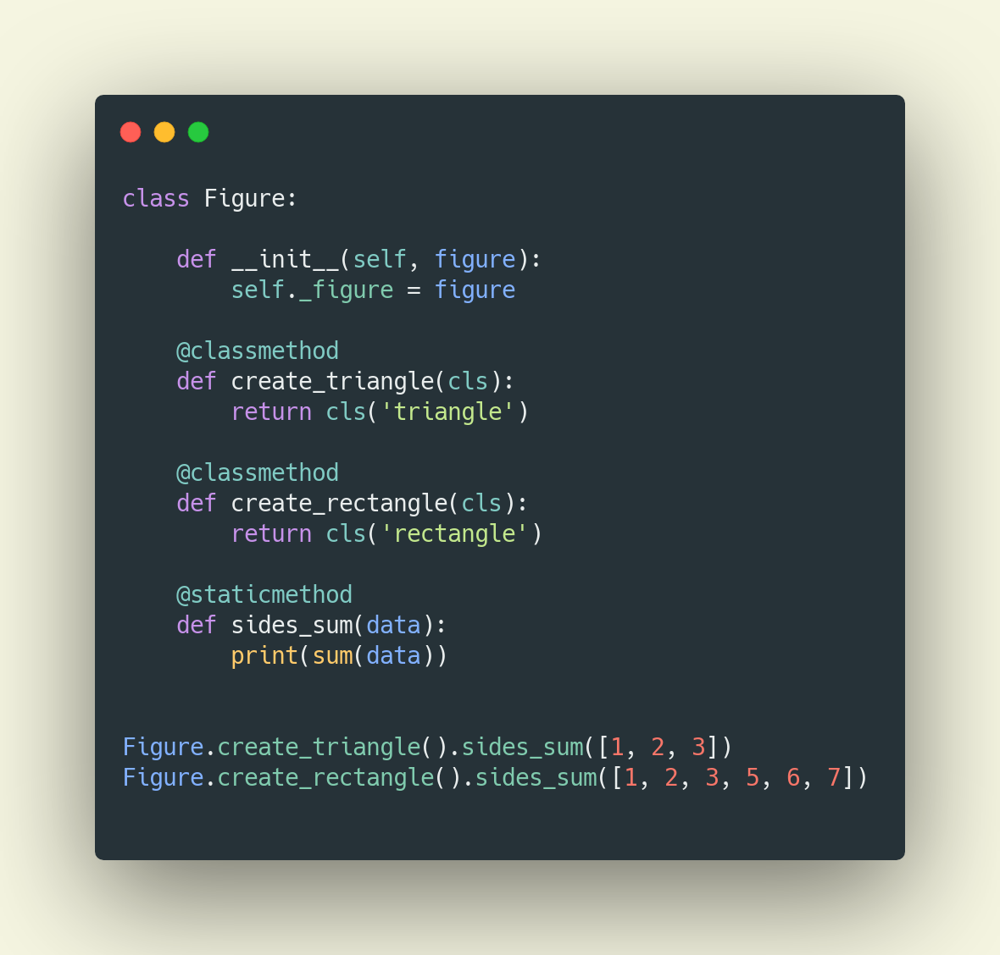 class Figure:
    def __init__(self, figure):
        self._figure = figure
    @classmethod
    def create_triangle(cls):
        return cls('triangle')
    @classmethod
    def create_rectangle(cls):
        return cls('rectangle')
    @staticmethod
    def sides_sum(data):
        print(sum(data))
Figure.create_triangle().sides_sum([1, 2, 3])
Figure.create_rectangle().sides_sum([1, 2, 3, 5, 6, 7])